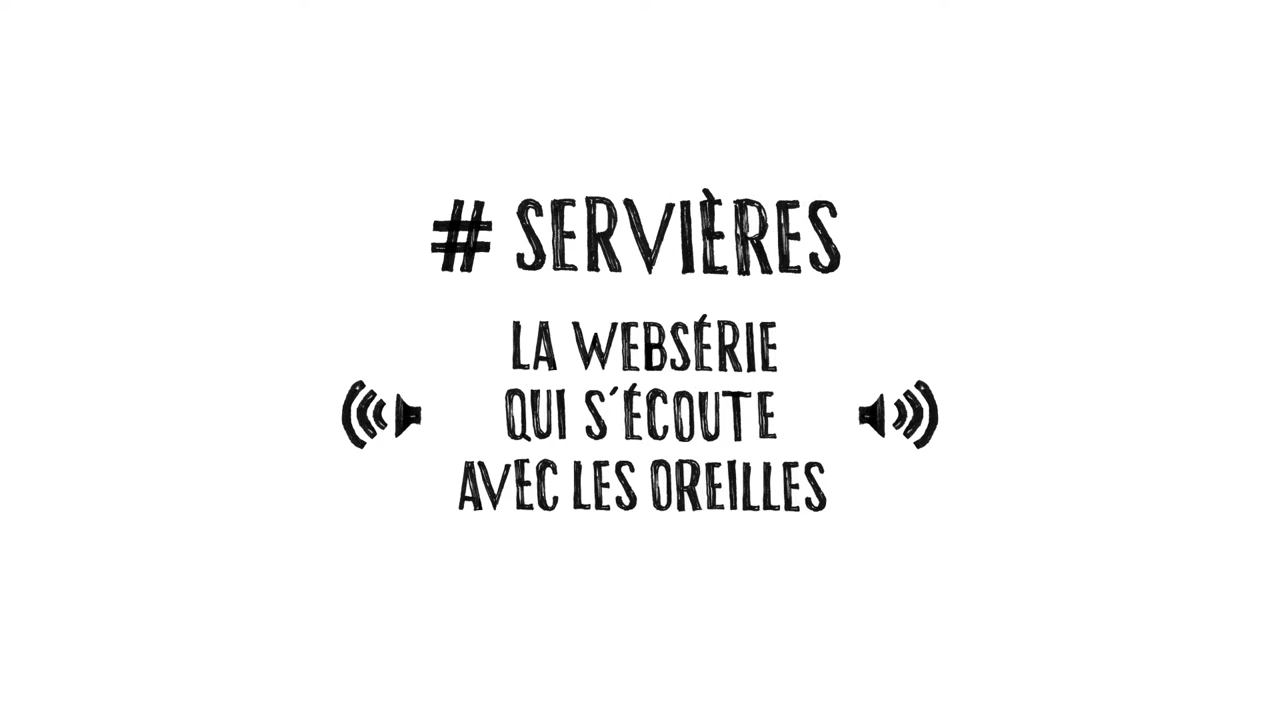 # SERVIÈRES
LA WEBSÉRIE
QUI S'ÉCOUTE
AVEC LES OREILLES